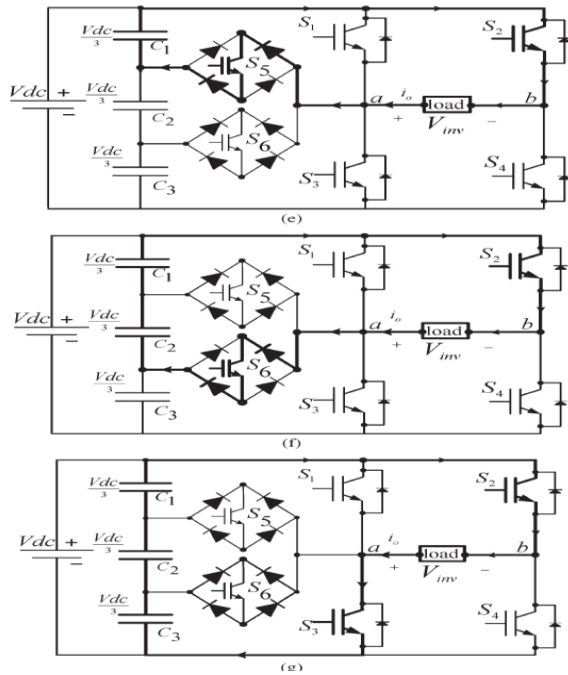 Vdc/3 C1 S1 S2
S5
Vdc + Vdc/3 a io load b
C2 + Vinv −
S6
Vdc/3 S3 S4
C3
(e)
Vdc/3 C1 S1 S2
S5
Vdc + Vdc/3 a io load b
C2 + Vinv −
S6
Vdc/3 S3 S4
C3
(f)
Vdc/3 C1 S1 S2
S5
Vdc + Vdc/3 a io load b
C2 + Vinv −
S6
Vdc/3 S3 S4
C3
(g)